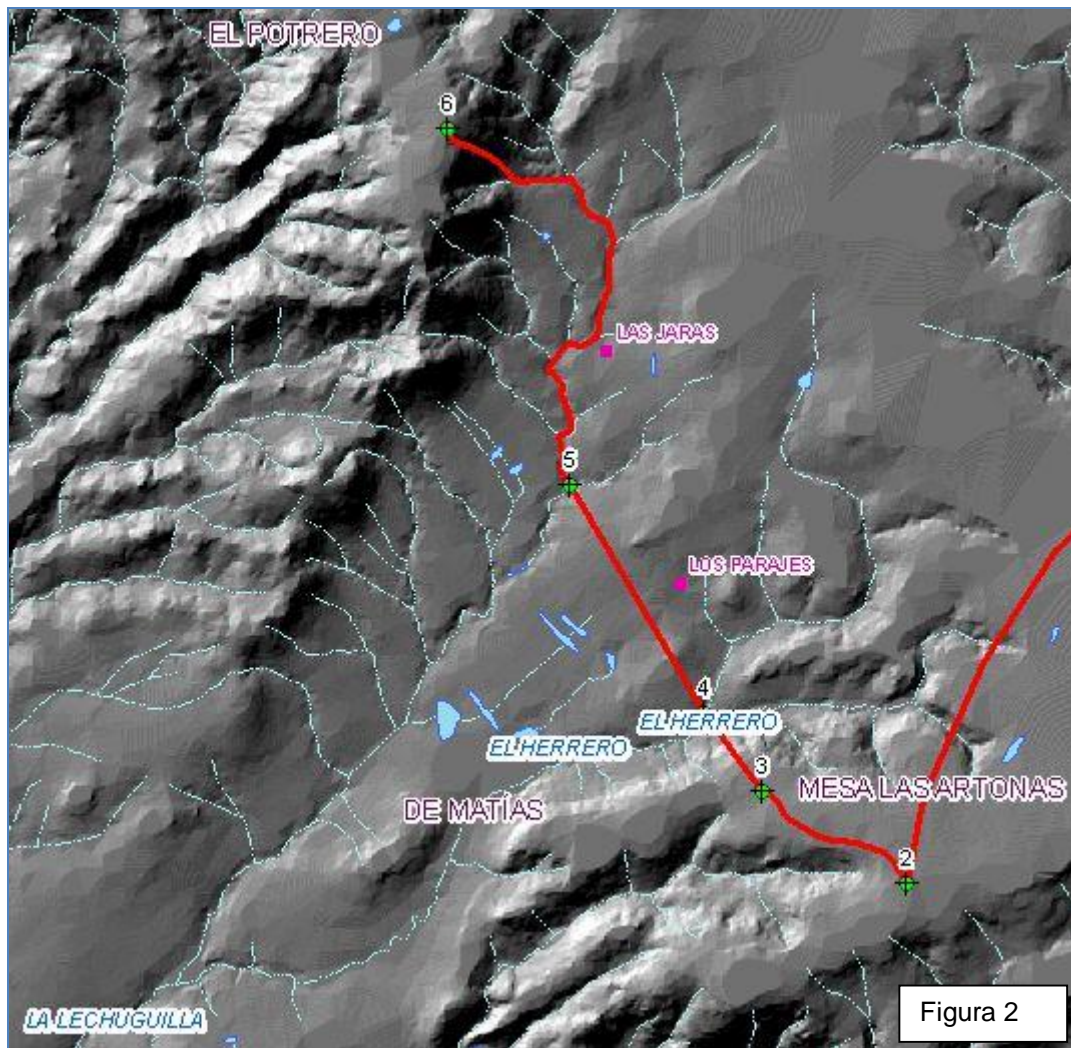 EL POTRERO
6
LAS JARAS
5
LOS PARAJES
4
EL HERRERO
EL HERRERO
3
MESA LAS ARTONAS
DE MATÍAS
2
Figura 2
LA LECHUGUILLA